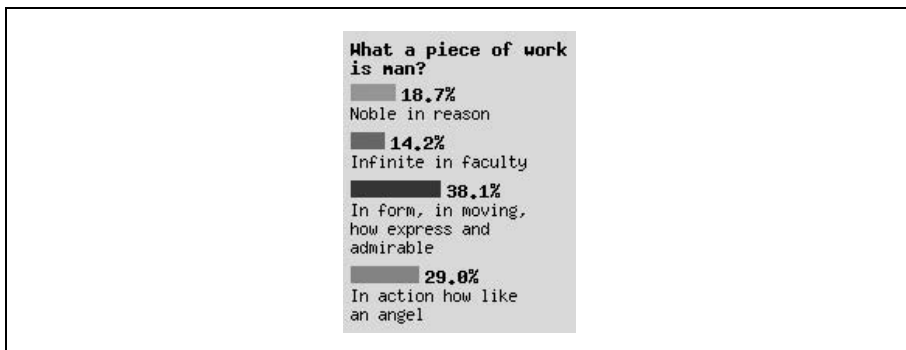 What a piece of work
is man?
18.7%
Noble in reason
14.2%
Infinite in faculty
38.1%
In form, in moving,
how express and
admirable
29.0%
In action how like
an angel